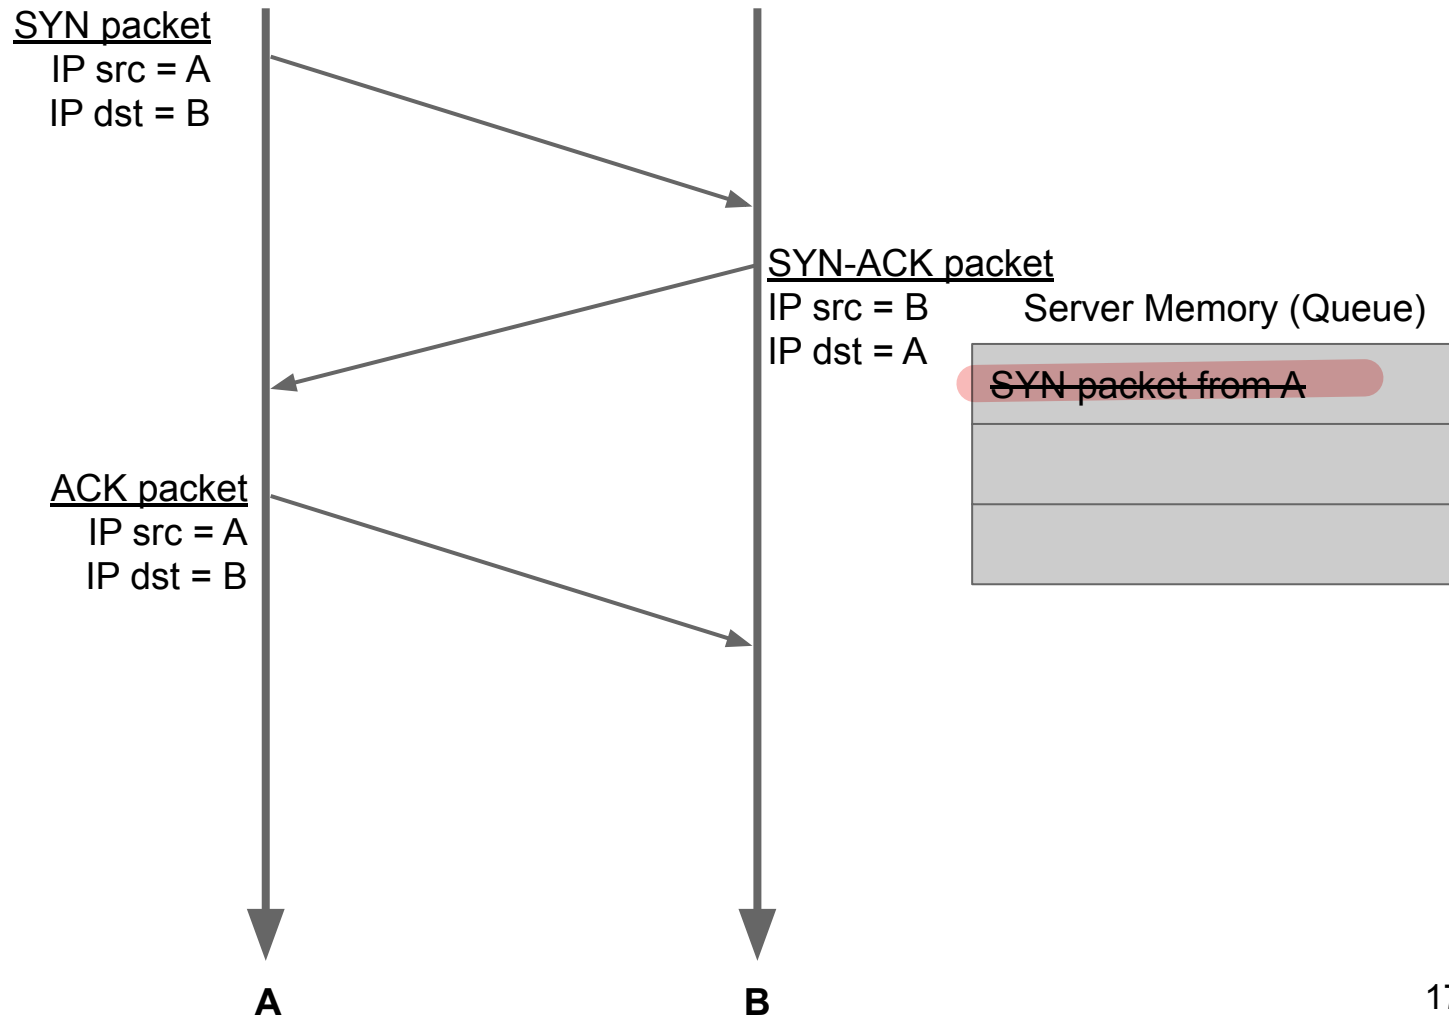 SYN packet
IP src = A
IP dst = B
SYN-ACK packet
IP src = B
IP dst = A
Server Memory (Queue)
SYN packet from A
ACK packet
IP src = A
IP dst = B
A
B
17